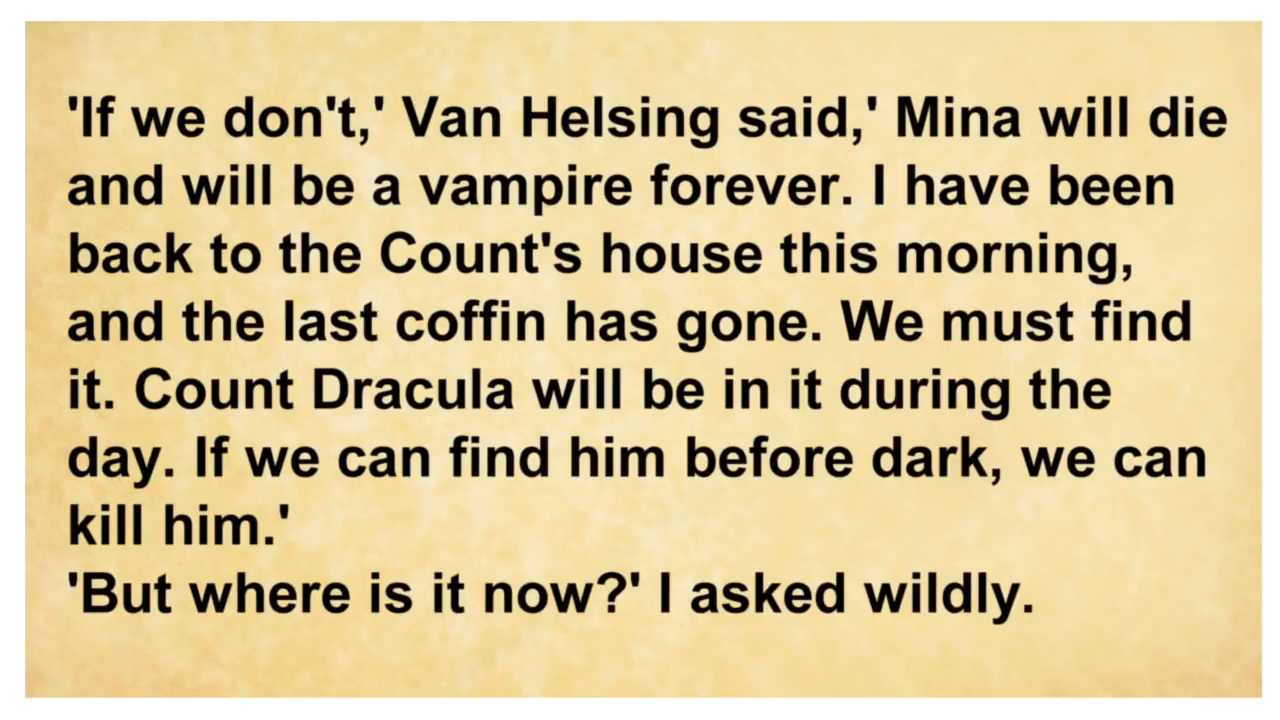 'If we don't,' Van Helsing said,' Mina will die
and will be a vampire forever. I have been
back to the Count's house this morning,
and the last coffin has gone. We must find
it. Count Dracula will be in it during the
day. If we can find him before dark, we can
kill him.'
'But where is it now?' I asked wildly.